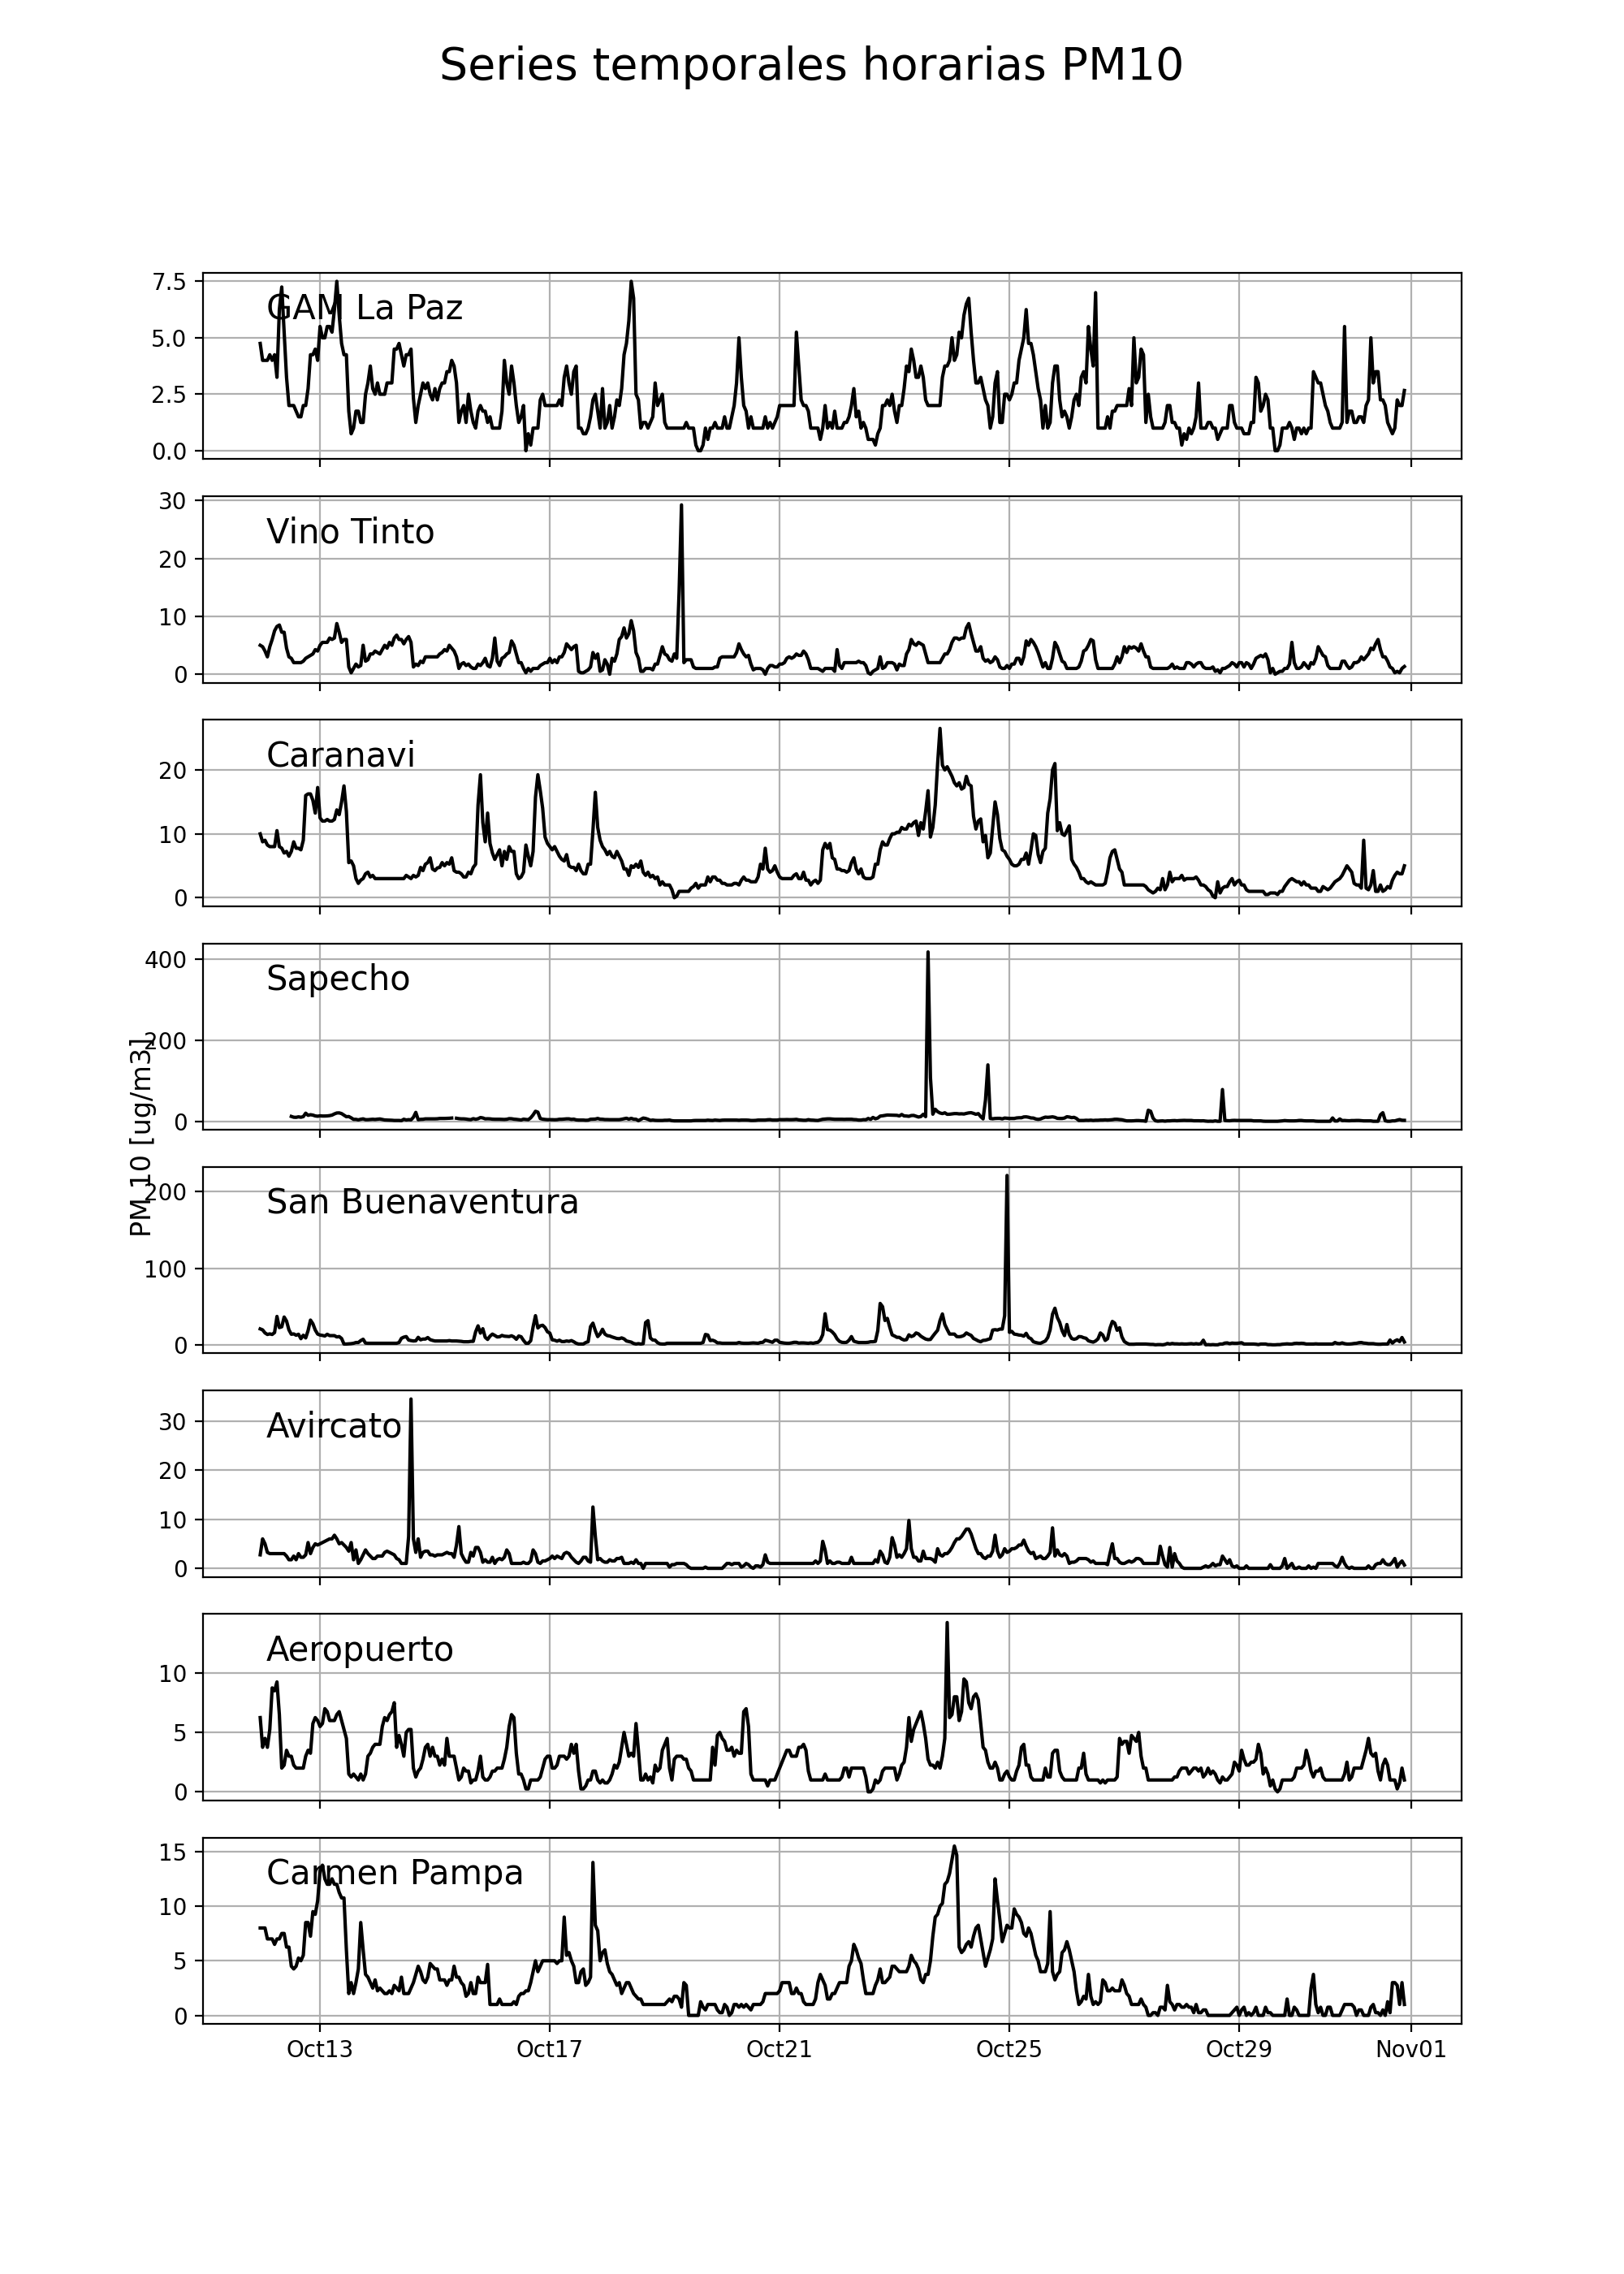 Series temporales horarias PM10
7.5
5.0
2.5
0.0
GAM La Paz
30
20
10
0
Vino Tinto
20
10
0
Caranavi
400
200
0
Sapecho
PM 10 [ug/m3]
200
100
0
San Buenaventura
30
20
10
0
Avircato
10
5
0
Aeropuerto
15
10
5
0
Carmen Pampa
Oct13 Oct17 Oct21 Oct25 Oct29 Nov01